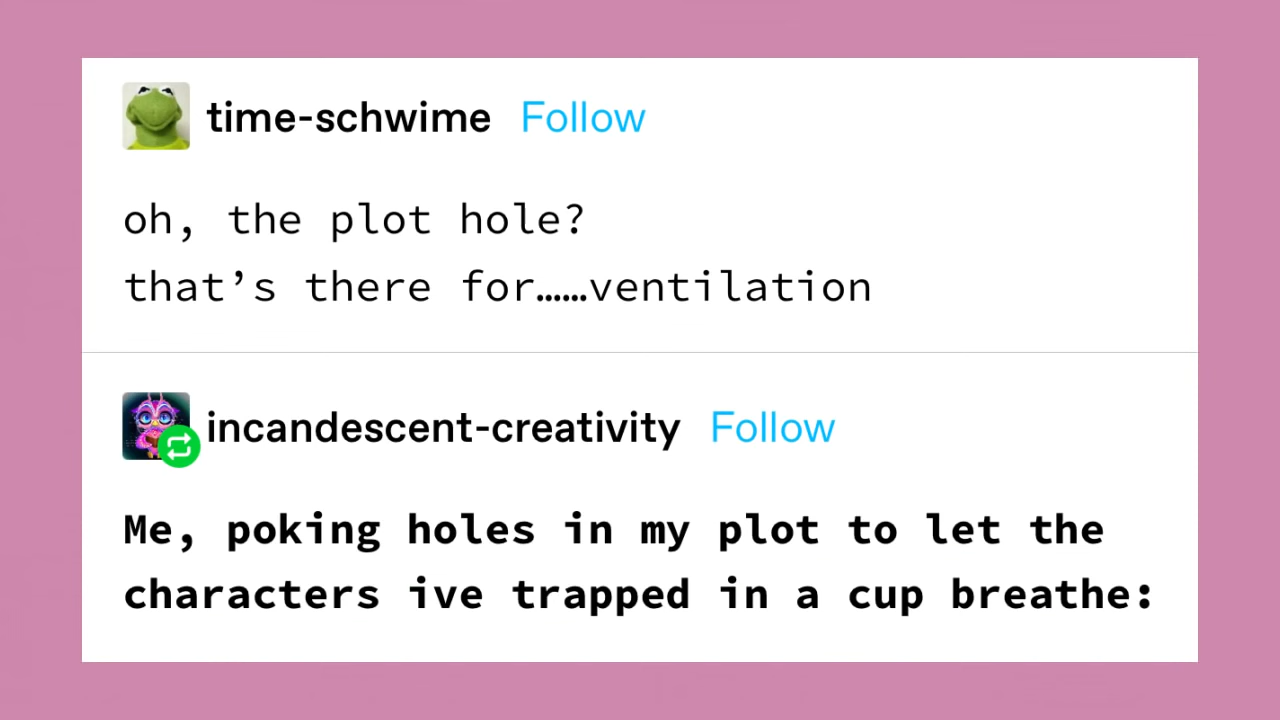 time-schwime Follow
oh, the plot hole?
that’s there for……ventilation
incandescent-creativity Follow
Me, poking holes in my plot to let the
characters ive trapped in a cup breathe: